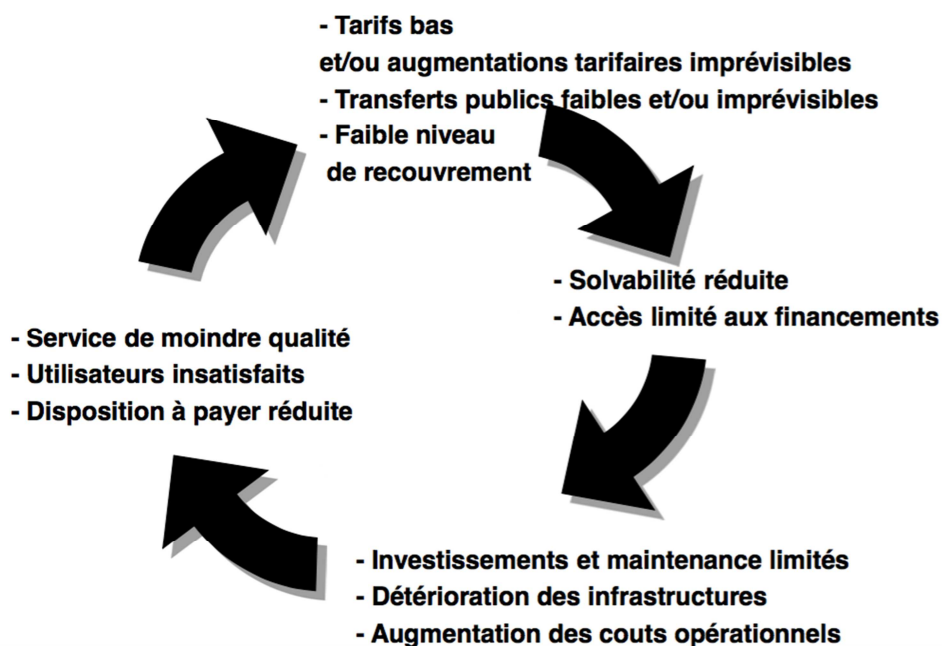 - Tarifs bas
et/ou augmentations tarifaires imprévisibles
- Transferts publics faibles et/ou imprévisibles
- Faible niveau
de recouvrement
- Solvabilité réduite
- Accès limité aux financements
- Investissements et maintenance limités
- Détérioration des infrastructures
- Augmentation des couts opérationnels
- Service de moindre qualité
- Utilisateurs insatisfaits
- Disposition à payer réduite